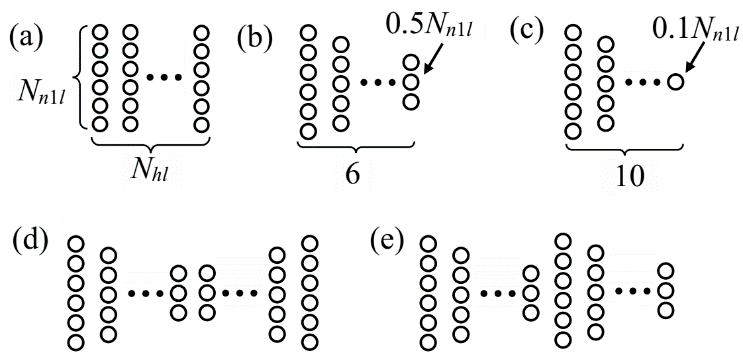 (a)
N_{n1l}
N_{hl}
(b)
0.5N_{n1l}
6
(c)
0.1N_{n1l}
10
(d)
(e)